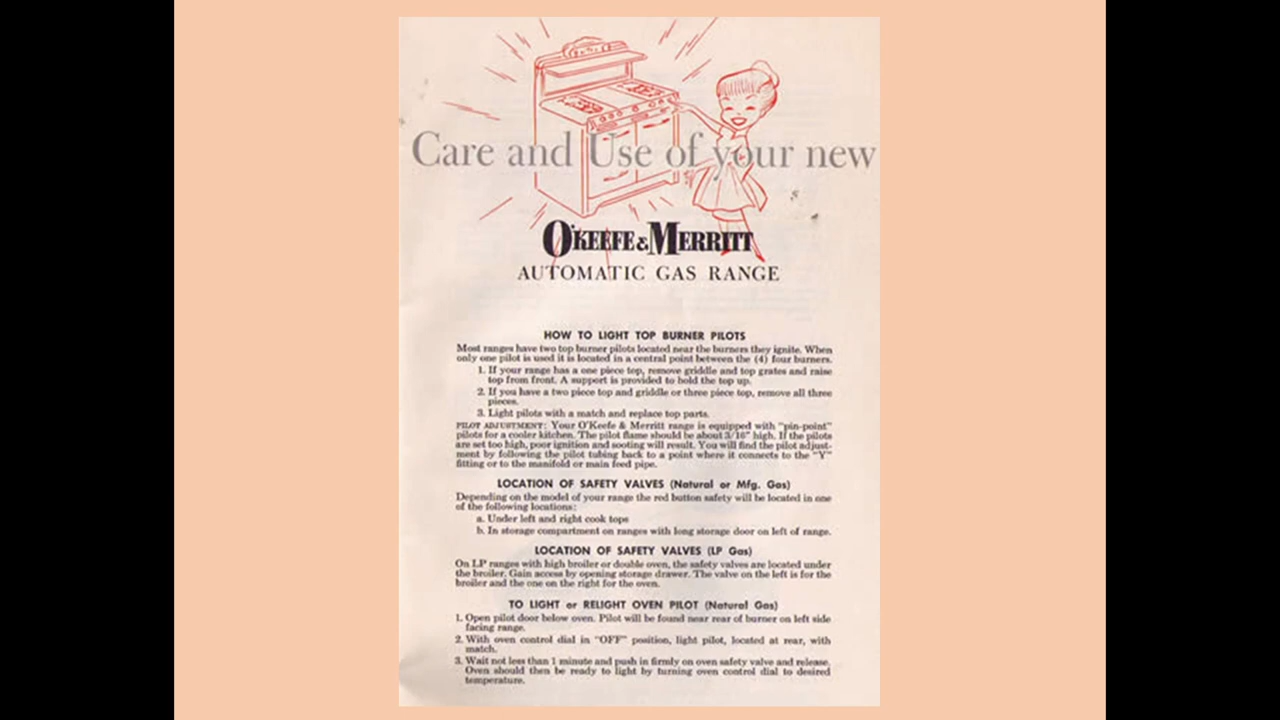 Care and Use of your new
O'KEEFE & MERRITT
AUTOMATIC GAS RANGE
HOW TO LIGHT TOP BURNER PILOTS
Most ranges have two top burner pilots located near the burners they ignite. When
only one pilot is used it is located in a central point between the (4) four burners.
1. If your range has a one piece top, remove griddle and top grates and raise
top from front. A support is provided to hold the top up.
2. If you have a two piece top and griddle or three piece top, remove all three
pieces.
3. Light pilots with a match and replace top parts.
PILOT ADJUSTMENT: Your O'Keefe & Merritt range is equipped with "pin-point"
pilots for a cooler kitchen. The pilot flame should be about 3/16" high. If the pilots
are set too high, poor ignition and sooting will result. You will find the pilot adjust-
ment by following the pilot tubing back to a point where it connects to the "Y"
fitting or to the manifold or main feed pipe.
LOCATION OF SAFETY VALVES (Natural or Mfg. Gas)
Depending on the model of your range the red button safety will be located in one
of the following locations:
a. Under left and right cook tops
b. In storage compartment on ranges with long storage door on left of range.
LOCATION OF SAFETY VALVES (LP Gas)
On LP ranges with high broiler or double oven, the safety valves are located under
the broiler. Gain access by opening storage drawer. The valve on the left is for the
broiler and the one on the right for the oven.
TO LIGHT or RELIGHT OVEN PILOT (Natural Gas)
1. Open pilot door below oven. Pilot will be found near rear of burner on left side
facing range.
2. With oven control dial in "OFF" position, light pilot, located at rear, with
match.
3. Wait not less than 1 minute and push in firmly on oven safety valve and release.
Oven should then be ready to light by turning oven control dial to desired
temperature.